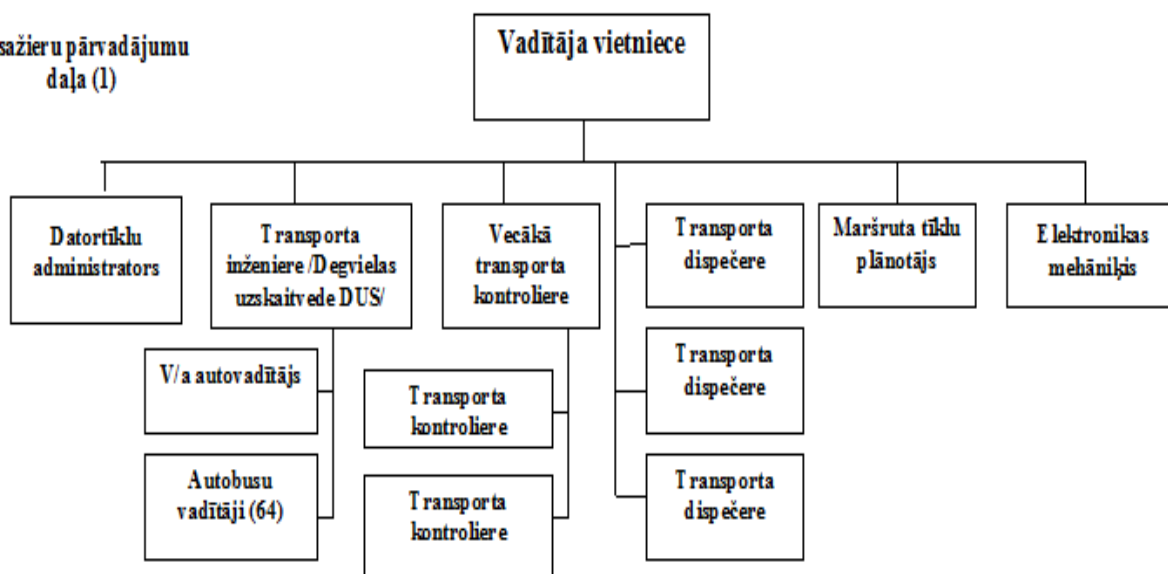 sažieru pārvadājumu
daļa (1)
Vadītāja vietniece
Datortīklu
administrators
Transporta
inženiere /Degvielas
uzskaitvede DUS/
Vecākā
transporta
kontroliere
Transporta
dispečere
Maršruta tīklu
plānotājs
Elektronikas
mehāniķis
V/a autovadītājs
Transporta
kontroliere
Transporta
dispečere
Autobusu
vadītāji (64)
Transporta
kontroliere
Transporta
dispečere